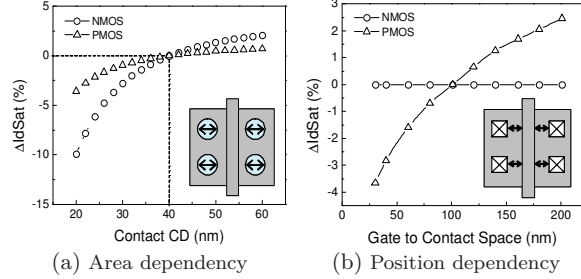 NMOS
PMOS
ΔIdSat (%)
5
0
-5
-10
-15
20 30 40 50 60
Contact CD (nm)
(a) Area dependency
NMOS
PMOS
ΔIdSat (%)
3
2
1
0
-1
-2
-3
-4
0 50 100 150 200
Gate to Contact Space (nm)
(b) Position dependency